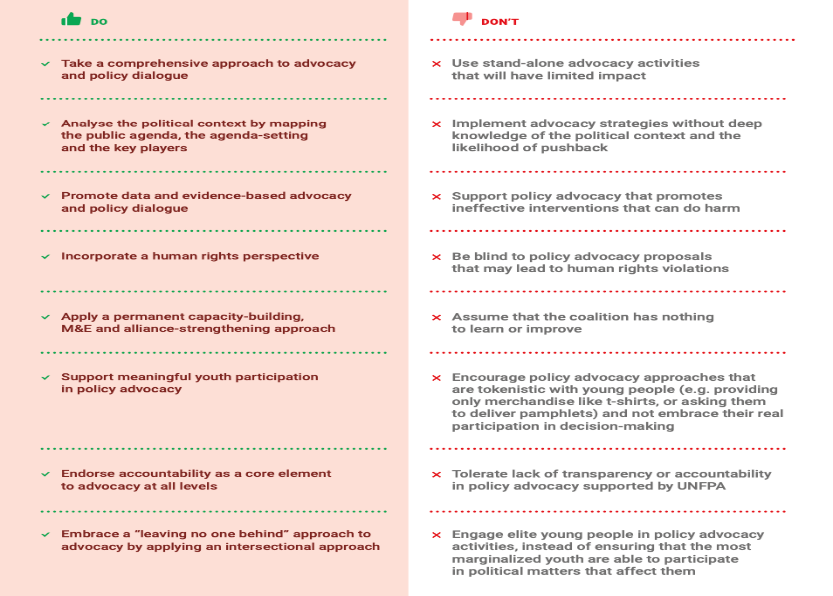 DO
Take a comprehensive approach to advocacy
and policy dialogue
Analyse the political context by mapping
the public agenda, the agenda-setting
and the key players
Promote data and evidence-based advocacy
and policy dialogue
Incorporate a human rights perspective
Apply a permanent capacity-building,
M&E and alliance-strengthening approach
Support meaningful youth participation
in policy advocacy
Endorse accountability as a core element
to advocacy at all levels
Embrace a "leaving no one behind" approach to
advocacy by applying an intersectional approach
DON'T
Use stand-alone advocacy activities
that will have limited impact
Implement advocacy strategies without deep
knowledge of the political context and the
likelihood of pushback
Support policy advocacy that promotes
ineffective interventions that can do harm
Be blind to policy advocacy proposals
that may lead to human rights violations
Assume that the coalition has nothing
to learn or improve
Encourage policy advocacy approaches that
are tokenistic with young people (e.g. providing
only merchandise like t-shirts, or asking them
to deliver pamphlets) and not embrace their real
participation in decision-making
Tolerate lack of transparency or accountability
in policy advocacy supported by UNFPA
Engage elite young people in policy advocacy
activities, instead of ensuring that the most
marginalized youth are able to participate
in political matters that affect them